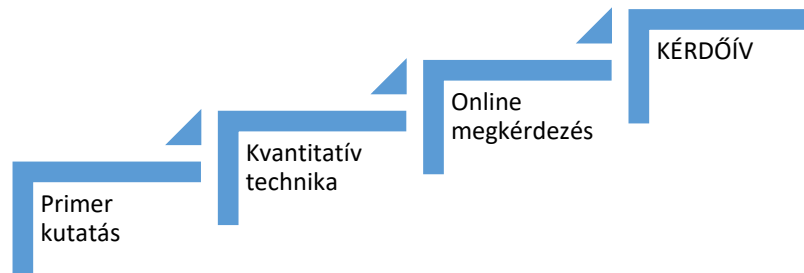 Primer
kutatás
Kvantitatív
technika
Online
megkérdezés
KÉRDŐÍV